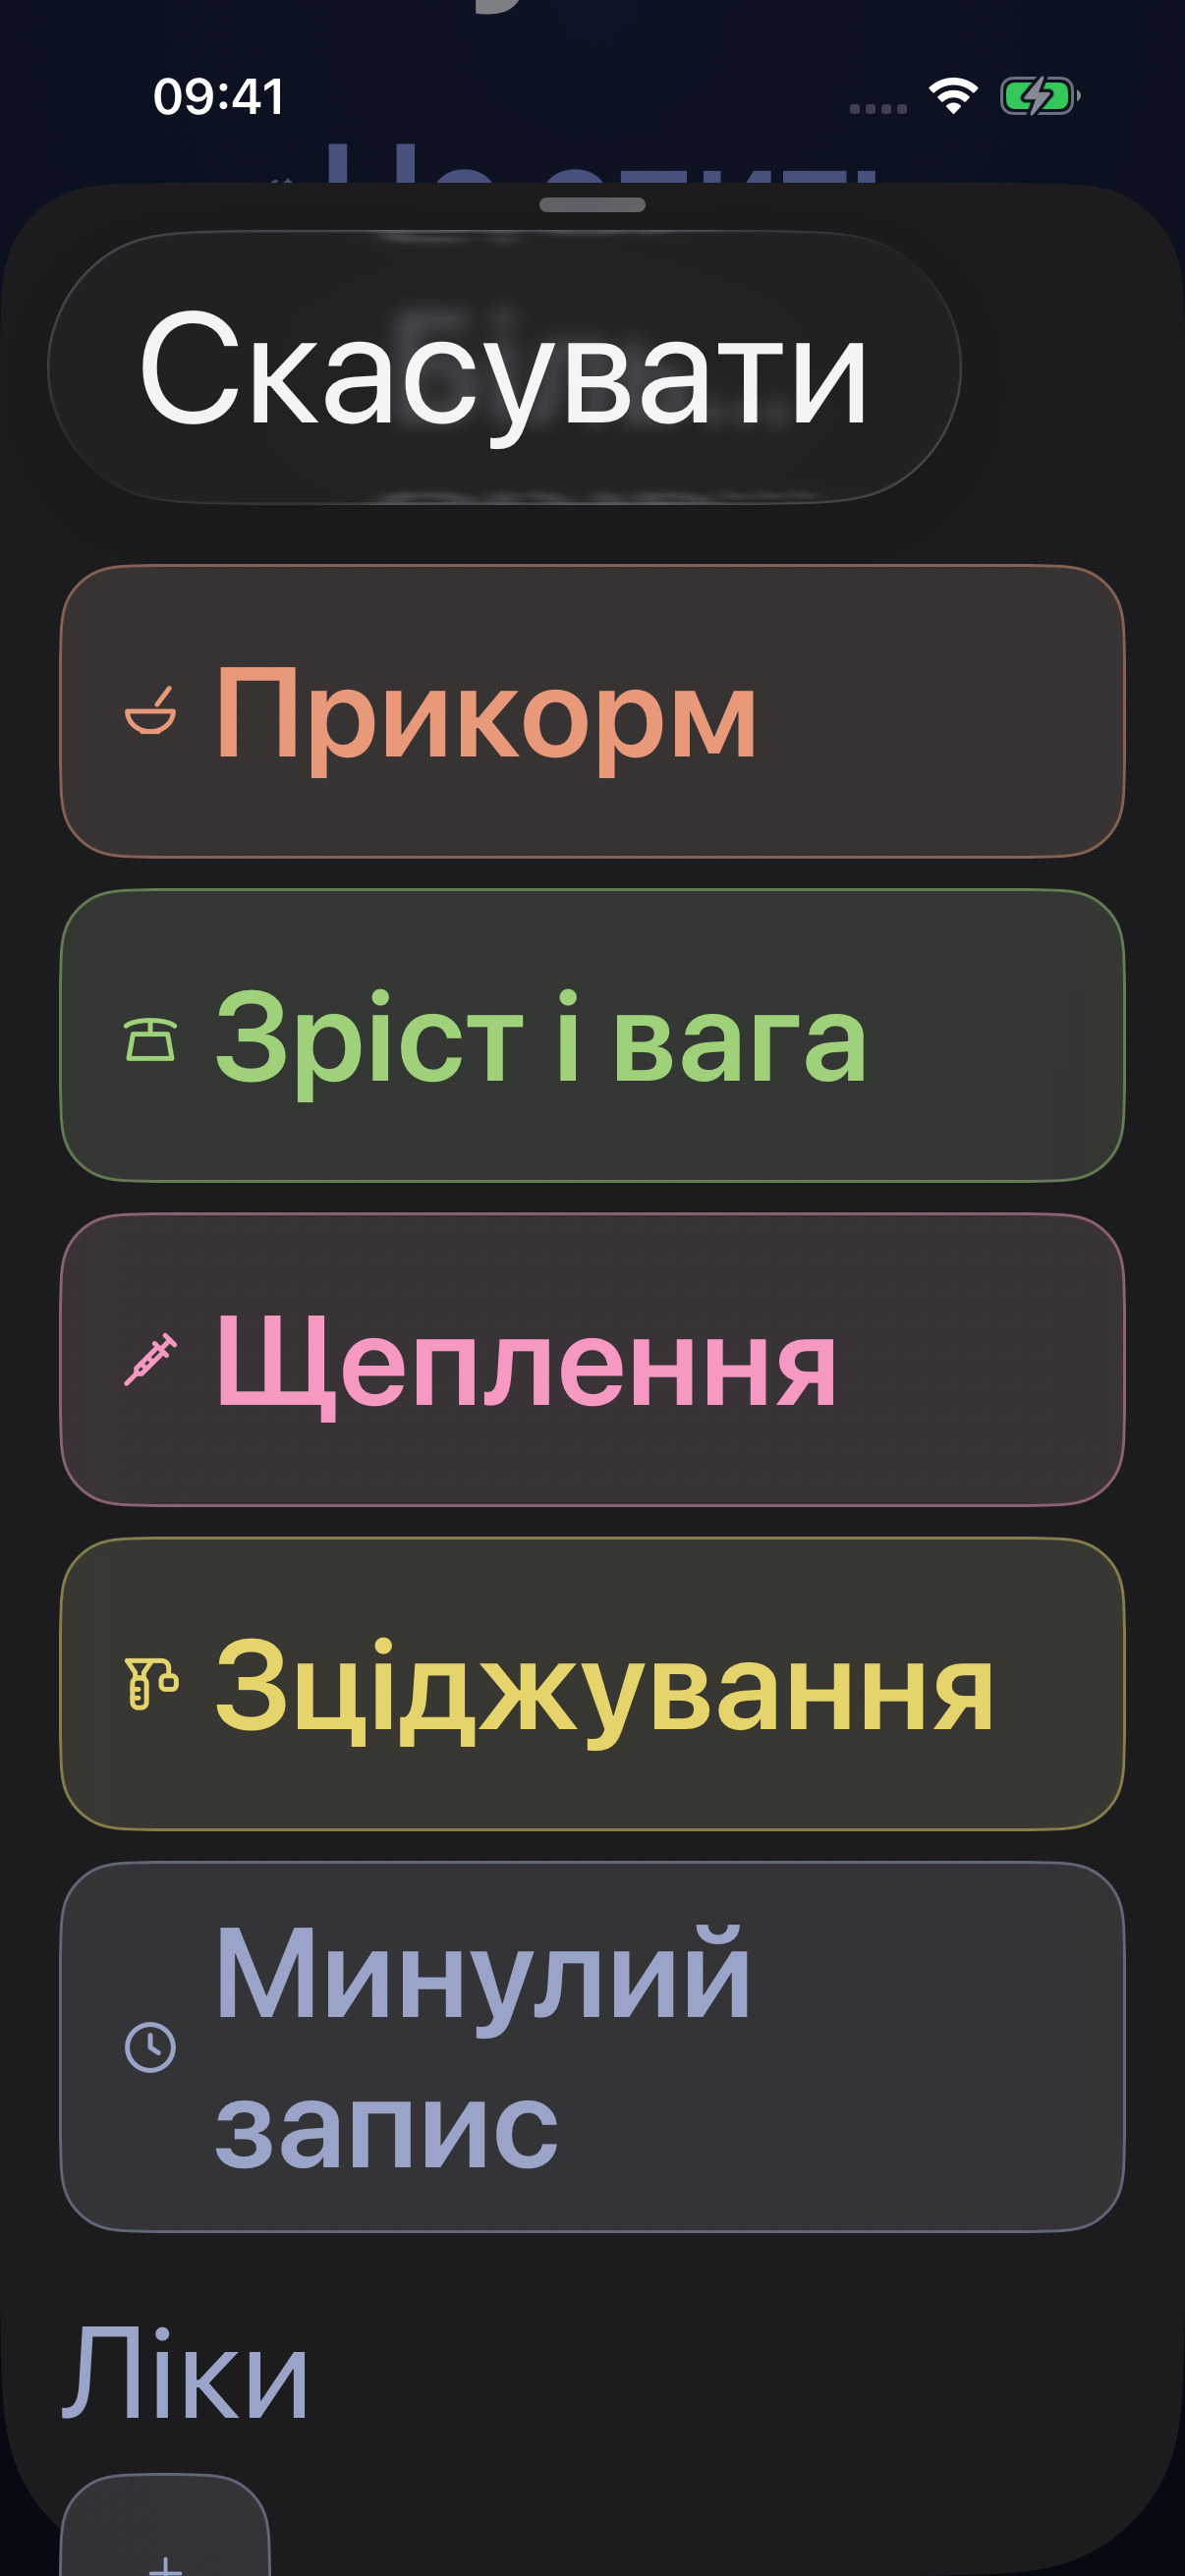 09:41
Скасувати
Прикорм
Зріст і вага
Щеплення
Зціджування
Минулий
запис
Ліки